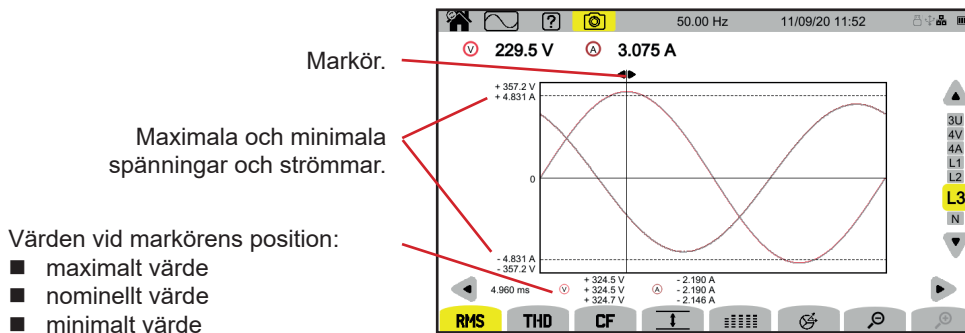 ? 50.00 Hz 11/09/20 11:52
V 229.5 V A 3.075 A
Markör.
+ 357.2 V
+ 4.831 A
Maximala och minimala
spänningar och strömmar.
3U
4V
4A
L1
L2
L3
N
0
Värden vid markörens position:
■ maximalt värde
■ nominellt värde
■ minimalt värde
- 4.831 A
- 357.2 V
4.960 ms V A
+ 324.5 V - 2.190 A
+ 324.5 V - 2.190 A
+ 324.7 V - 2.146 A
RMS THD CF